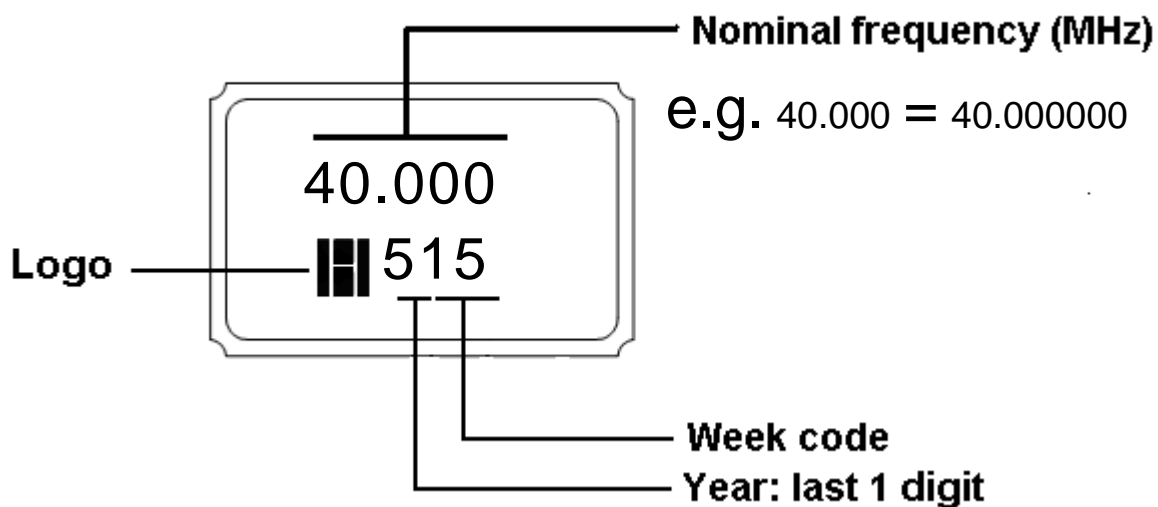 Nominal frequency (MHz)
e.g. 40.000 = 40.000000
40.000
Logo
515
Week code
Year: last 1 digit